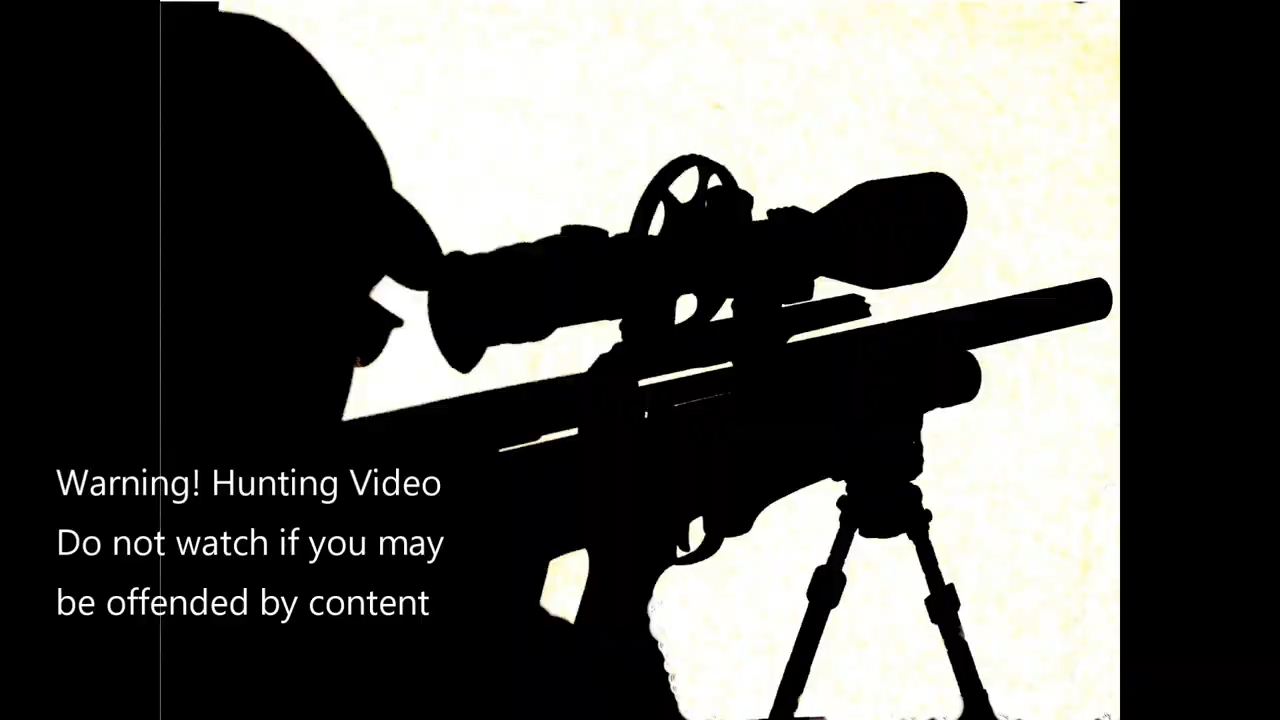 Warning! Hunting Video
Do not watch if you may
be offended by content